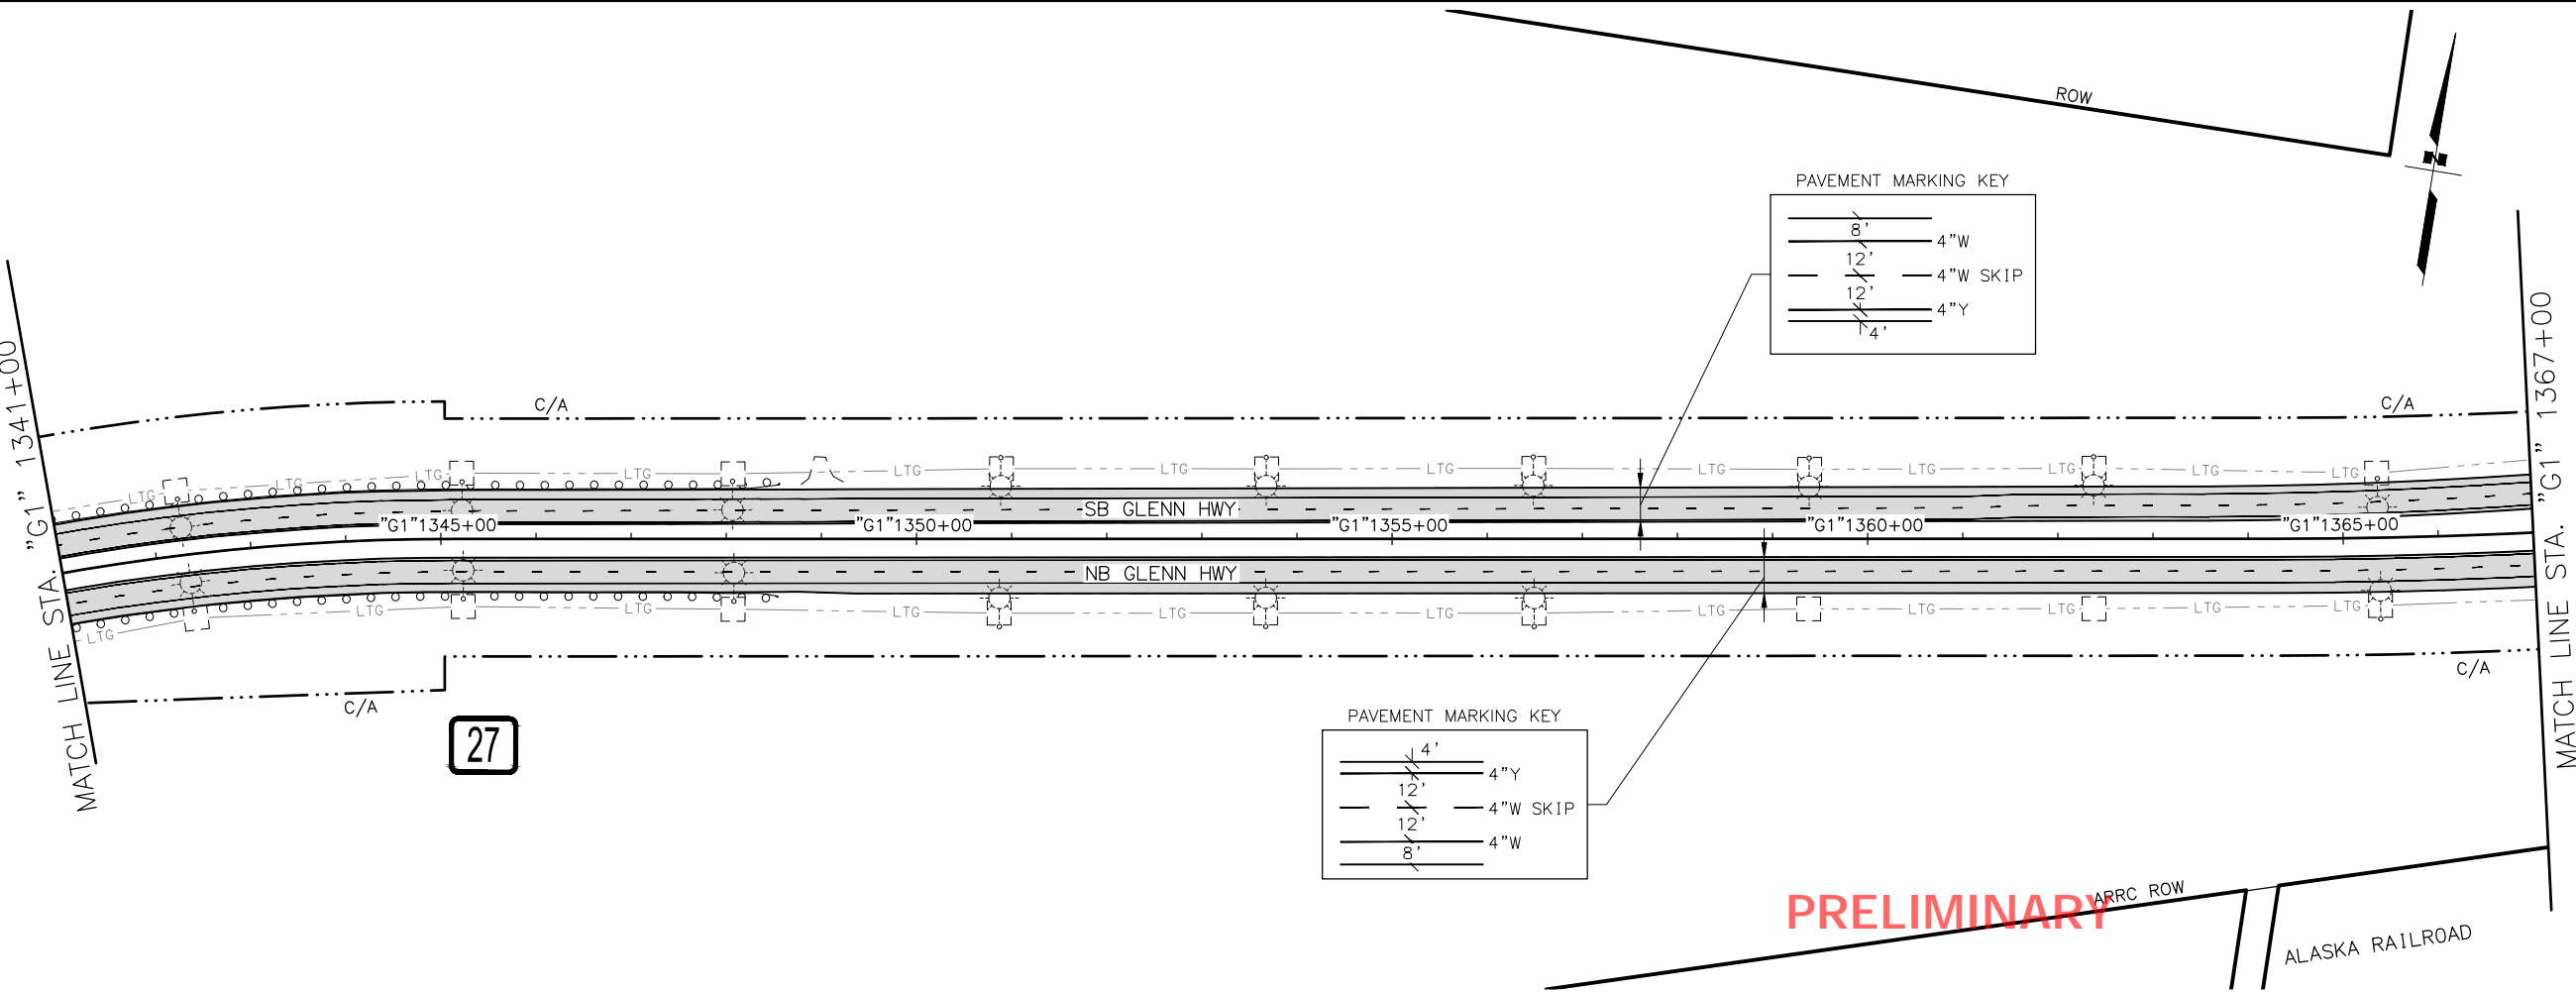 ROW
PAVEMENT MARKING KEY
8'
4"W
12'
4"W SKIP
12'
4"Y
4'
N
C/A
C/A
MATCH LINE STA. "G1" 1341+00
MATCH LINE STA. "G1" 1367+00
LTG LTG LTG LTG LTG LTG LTG LTG LTG LTG LTG LTG
SB GLENN HWY
"G1"1345+00 "G1"1350+00 "G1"1355+00 "G1"1360+00 "G1"1365+00
NB GLENN HWY
LTG LTG LTG LTG LTG LTG LTG LTG LTG LTG LTG
C/A
C/A
27
PAVEMENT MARKING KEY
4'
4"Y
12'
4"W SKIP
12'
4"W
8'
PRELIMINARY
ARRC ROW
ALASKA RAILROAD